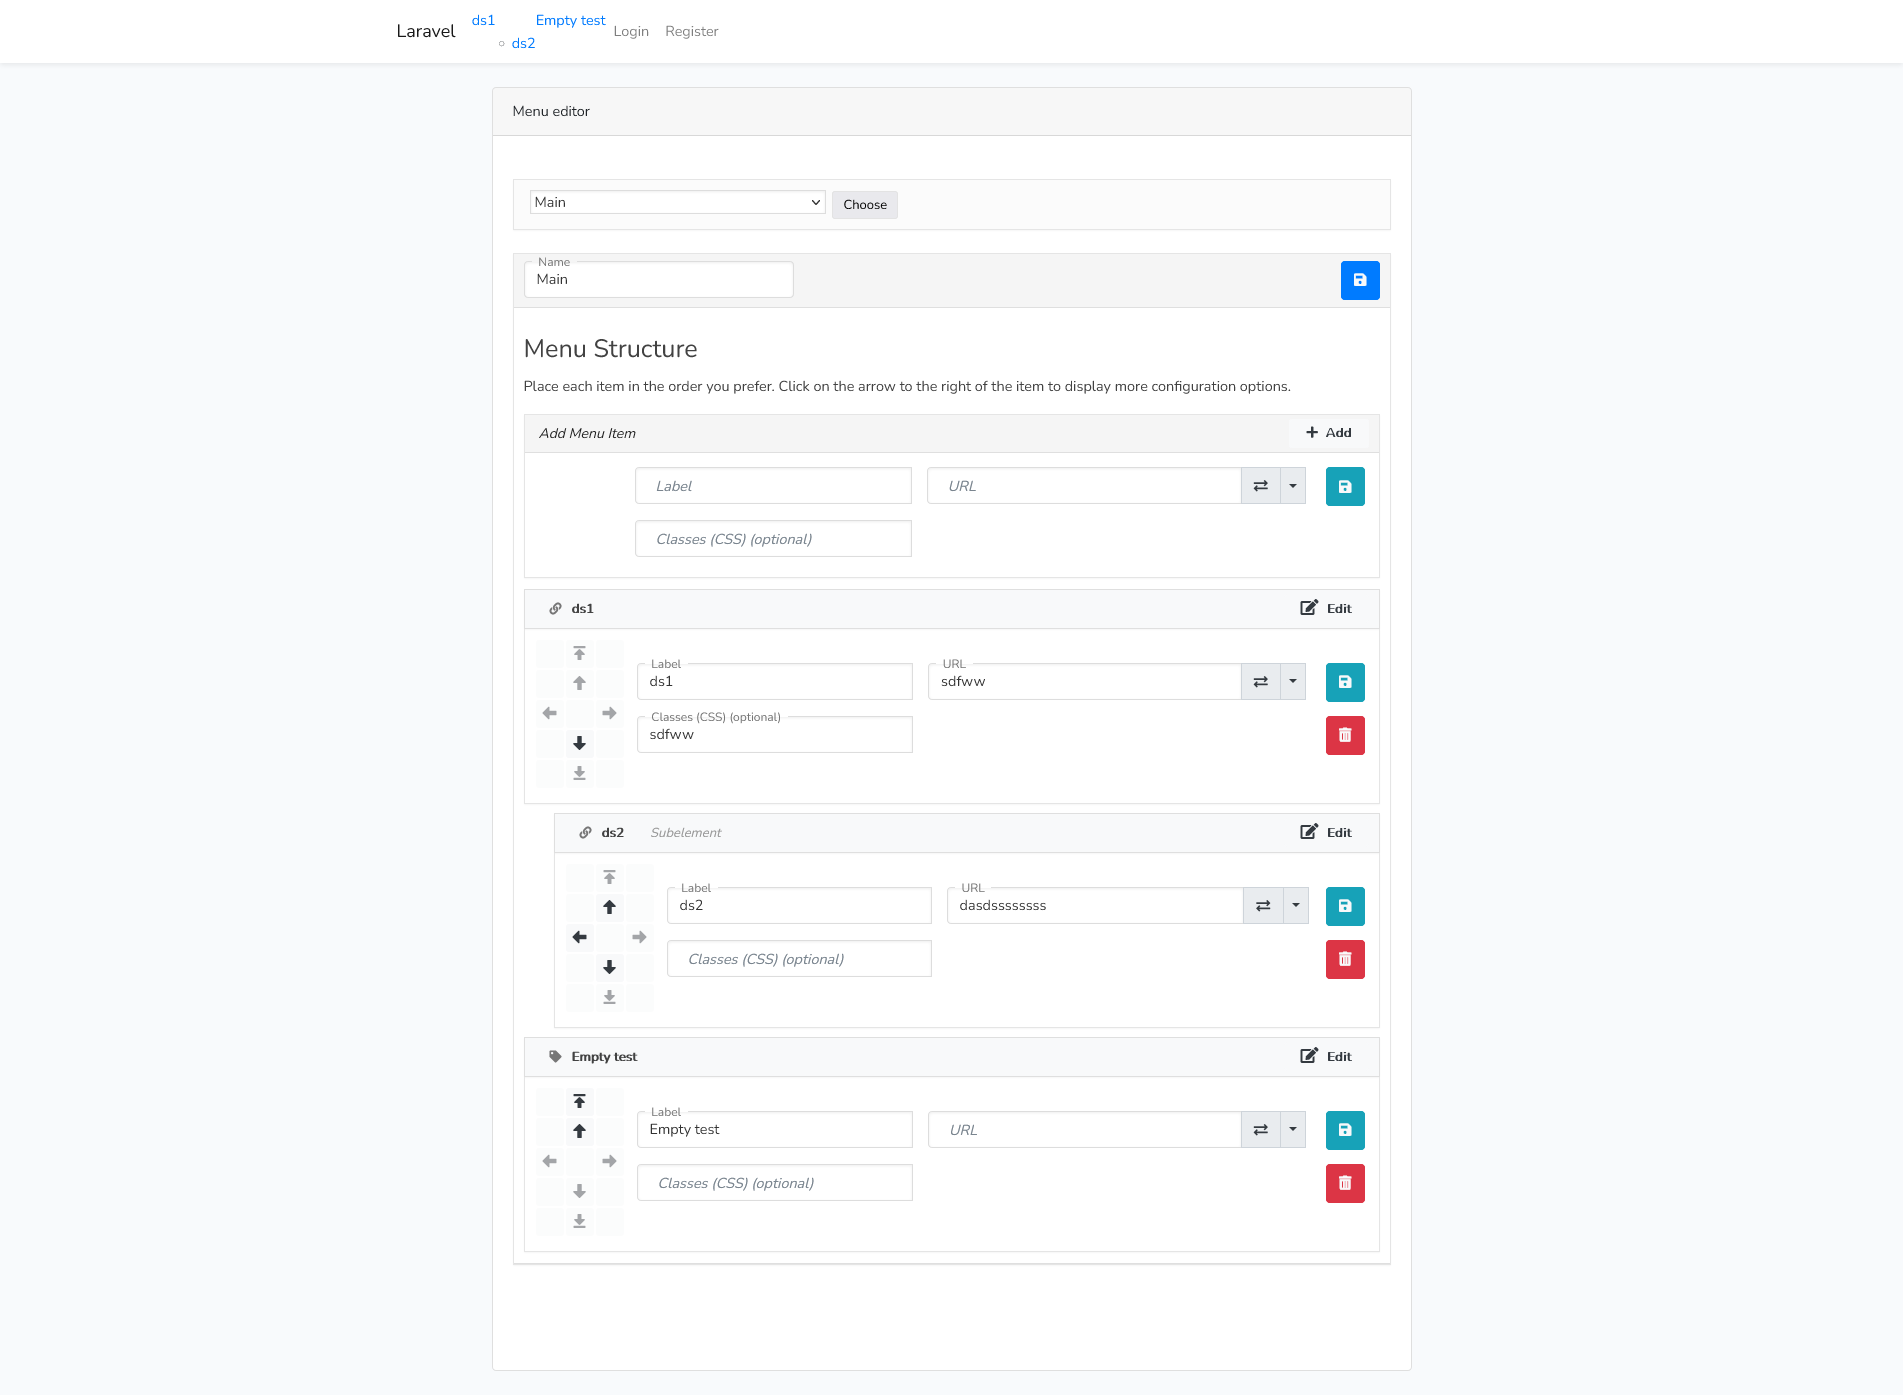 Laravel ds1 Empty test Login Register
ds2
Menu editor
Main Choose
Name
Main
Menu Structure
Place each item in the order you prefer. Click on the arrow to the right of the item to display more configuration options.
Add Menu Item Add
Label URL
Classes (CSS) (optional)
ds1 Edit
Label URL
ds1 sdfww
Classes (CSS) (optional)
sdfww
ds2 Subelement Edit
Label URL
ds2 dasdssssssss
Classes (CSS) (optional)
Empty test Edit
Label
Empty test URL
Classes (CSS) (optional)